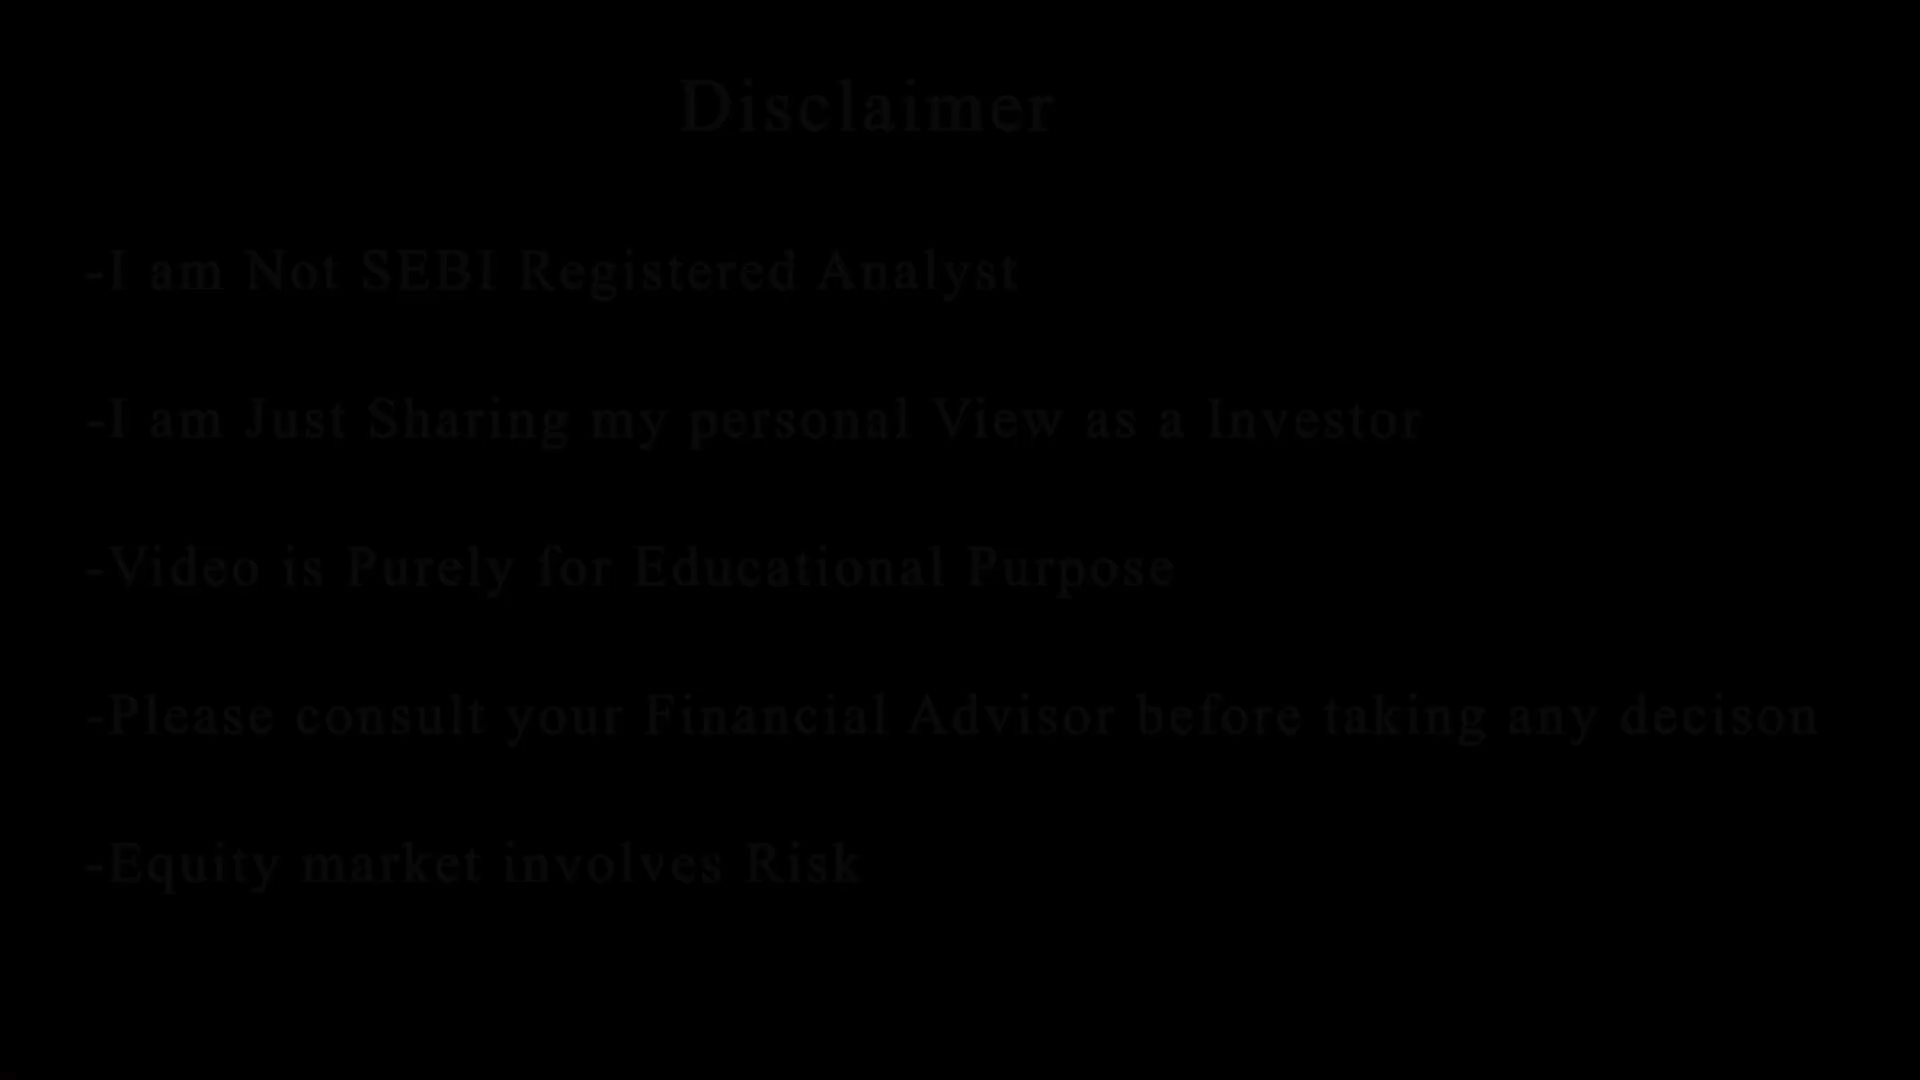 Disclaimer
-I am Not SEBI Registered Analyst
-I am Just Sharing my personal View as a Investor
-Video is Purely for Educational Purpose
-Please consult your Financial Advisor before taking any decison
-Equity market involves Risk